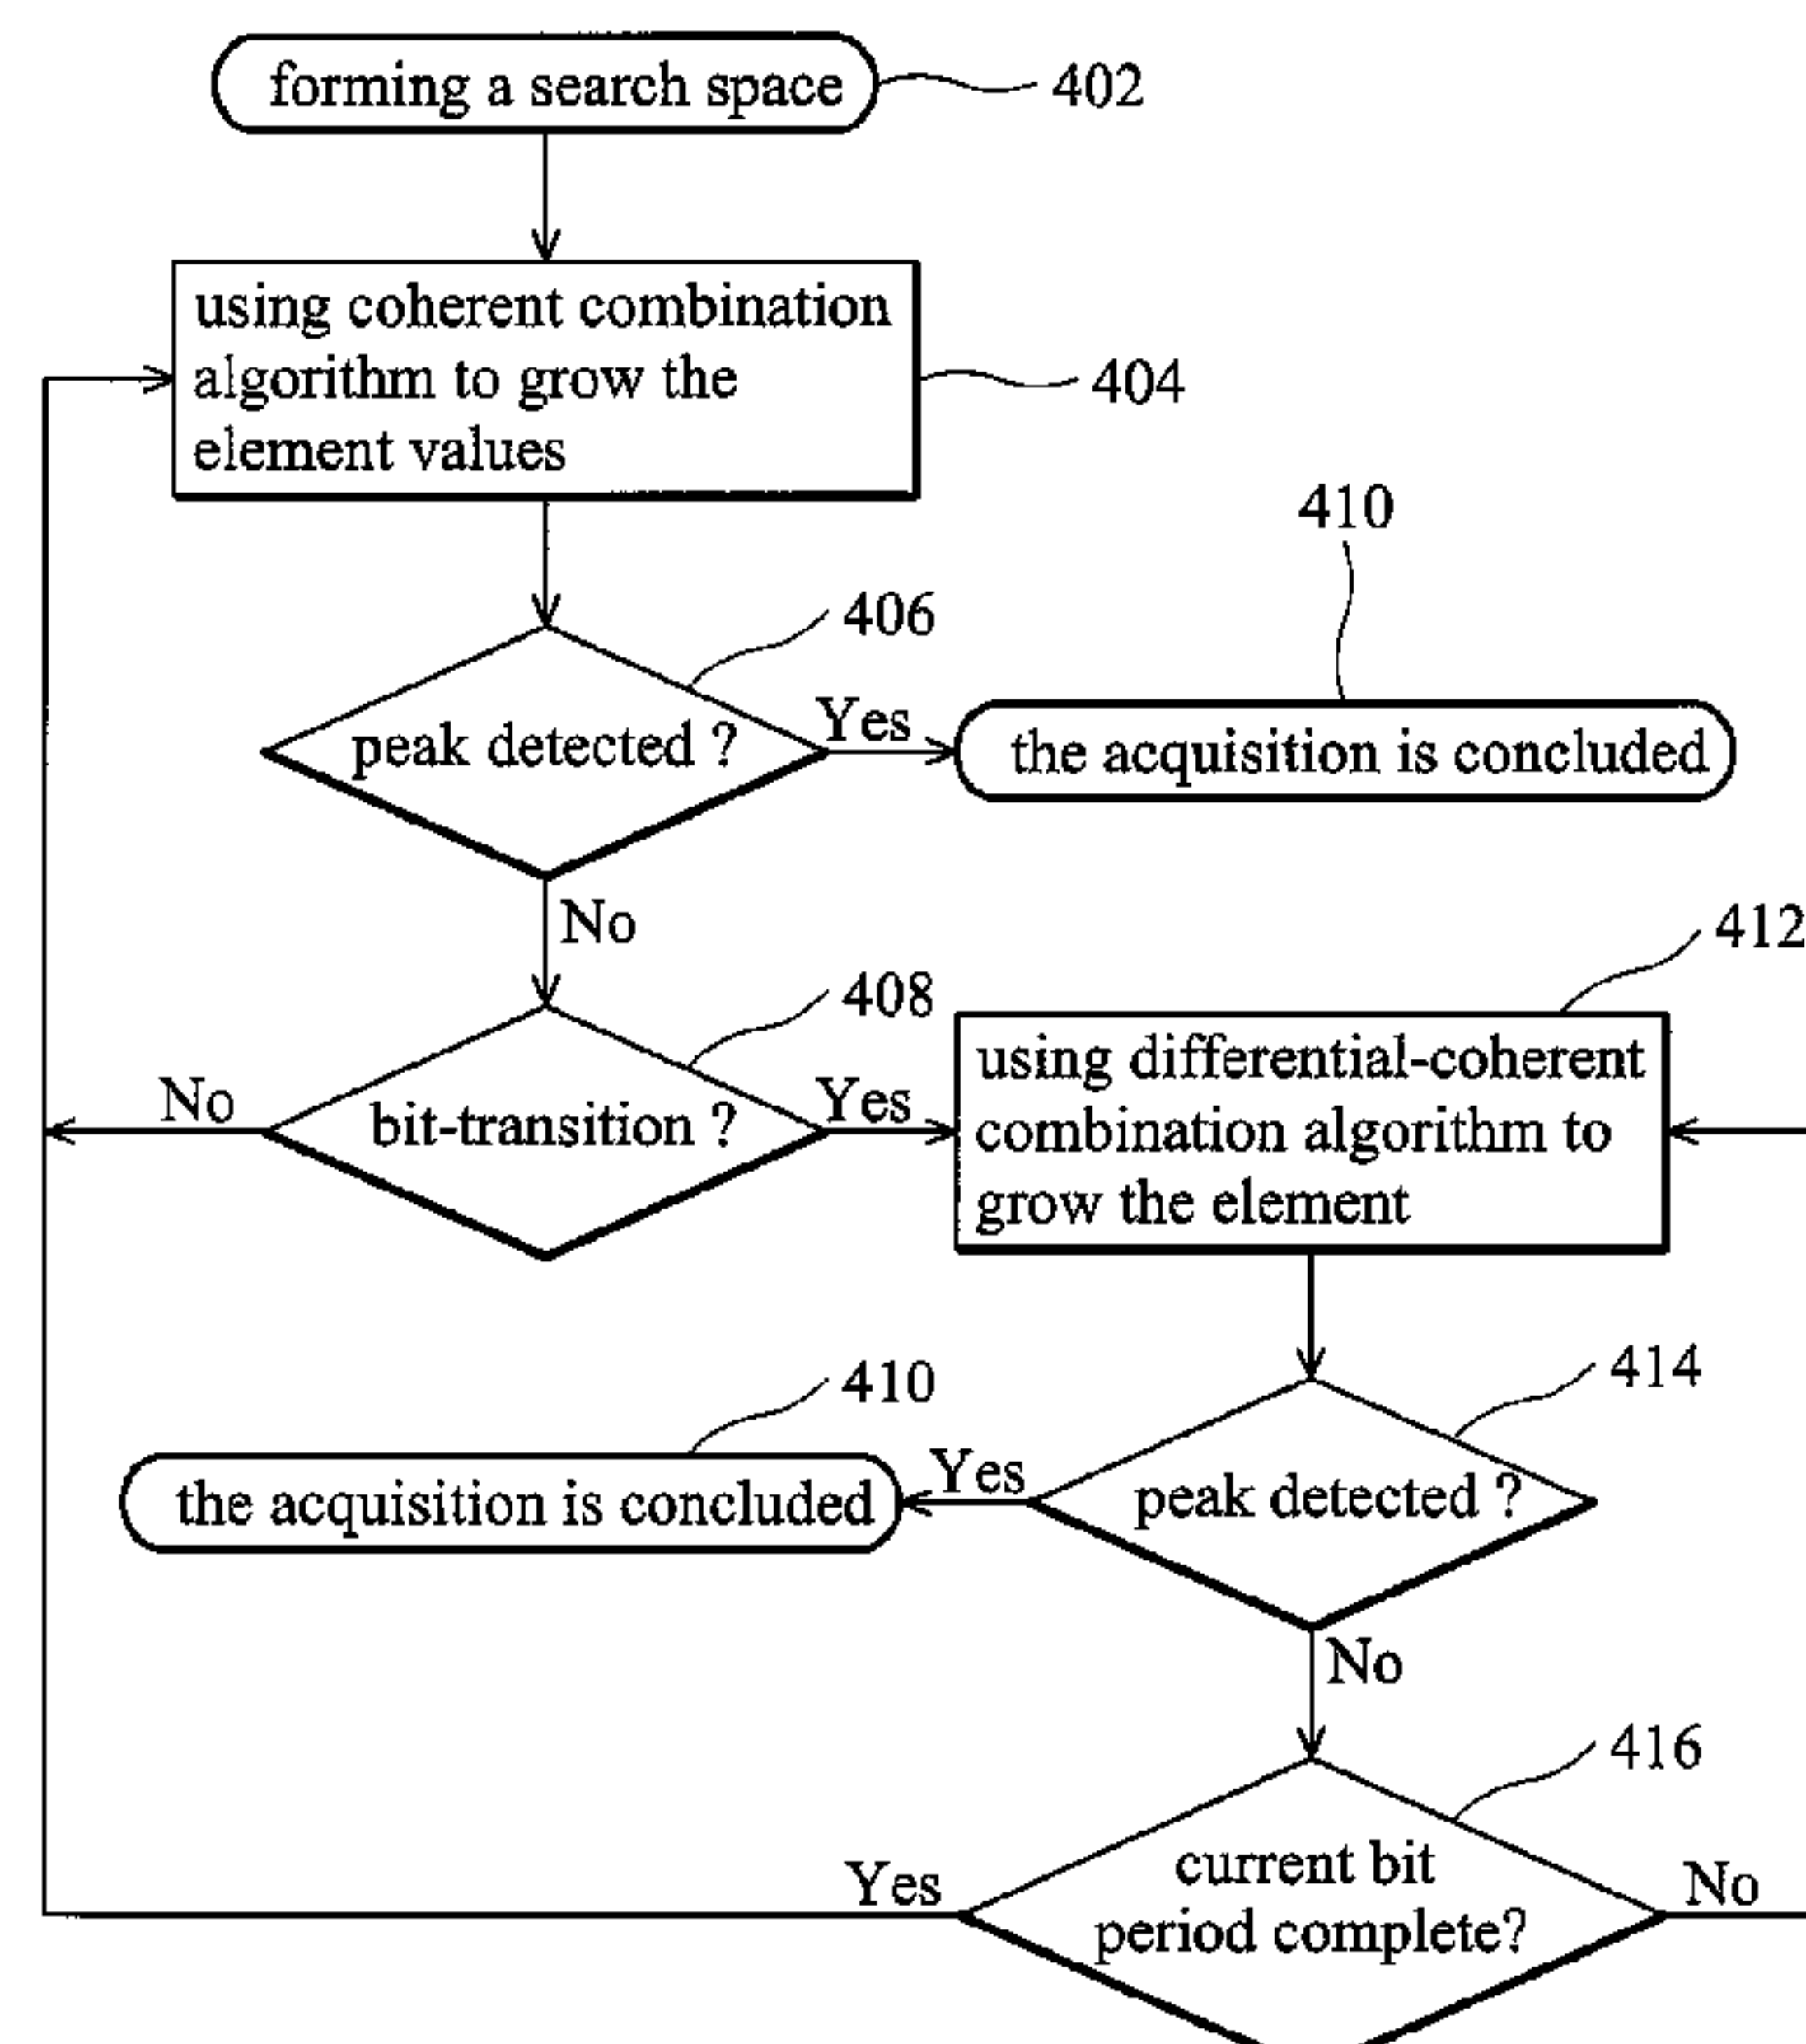 forming a search space
402
using coherent combination
algorithm to grow the
element values
404
410
406
peak detected ?
Yes
the acquisition is concluded
No
412
408
No
bit-transition ?
Yes
using differential-coherent
combination algorithm to
grow the element
410
414
the acquisition is concluded
Yes
peak detected ?
No
416
Yes
current bit
period complete?
No